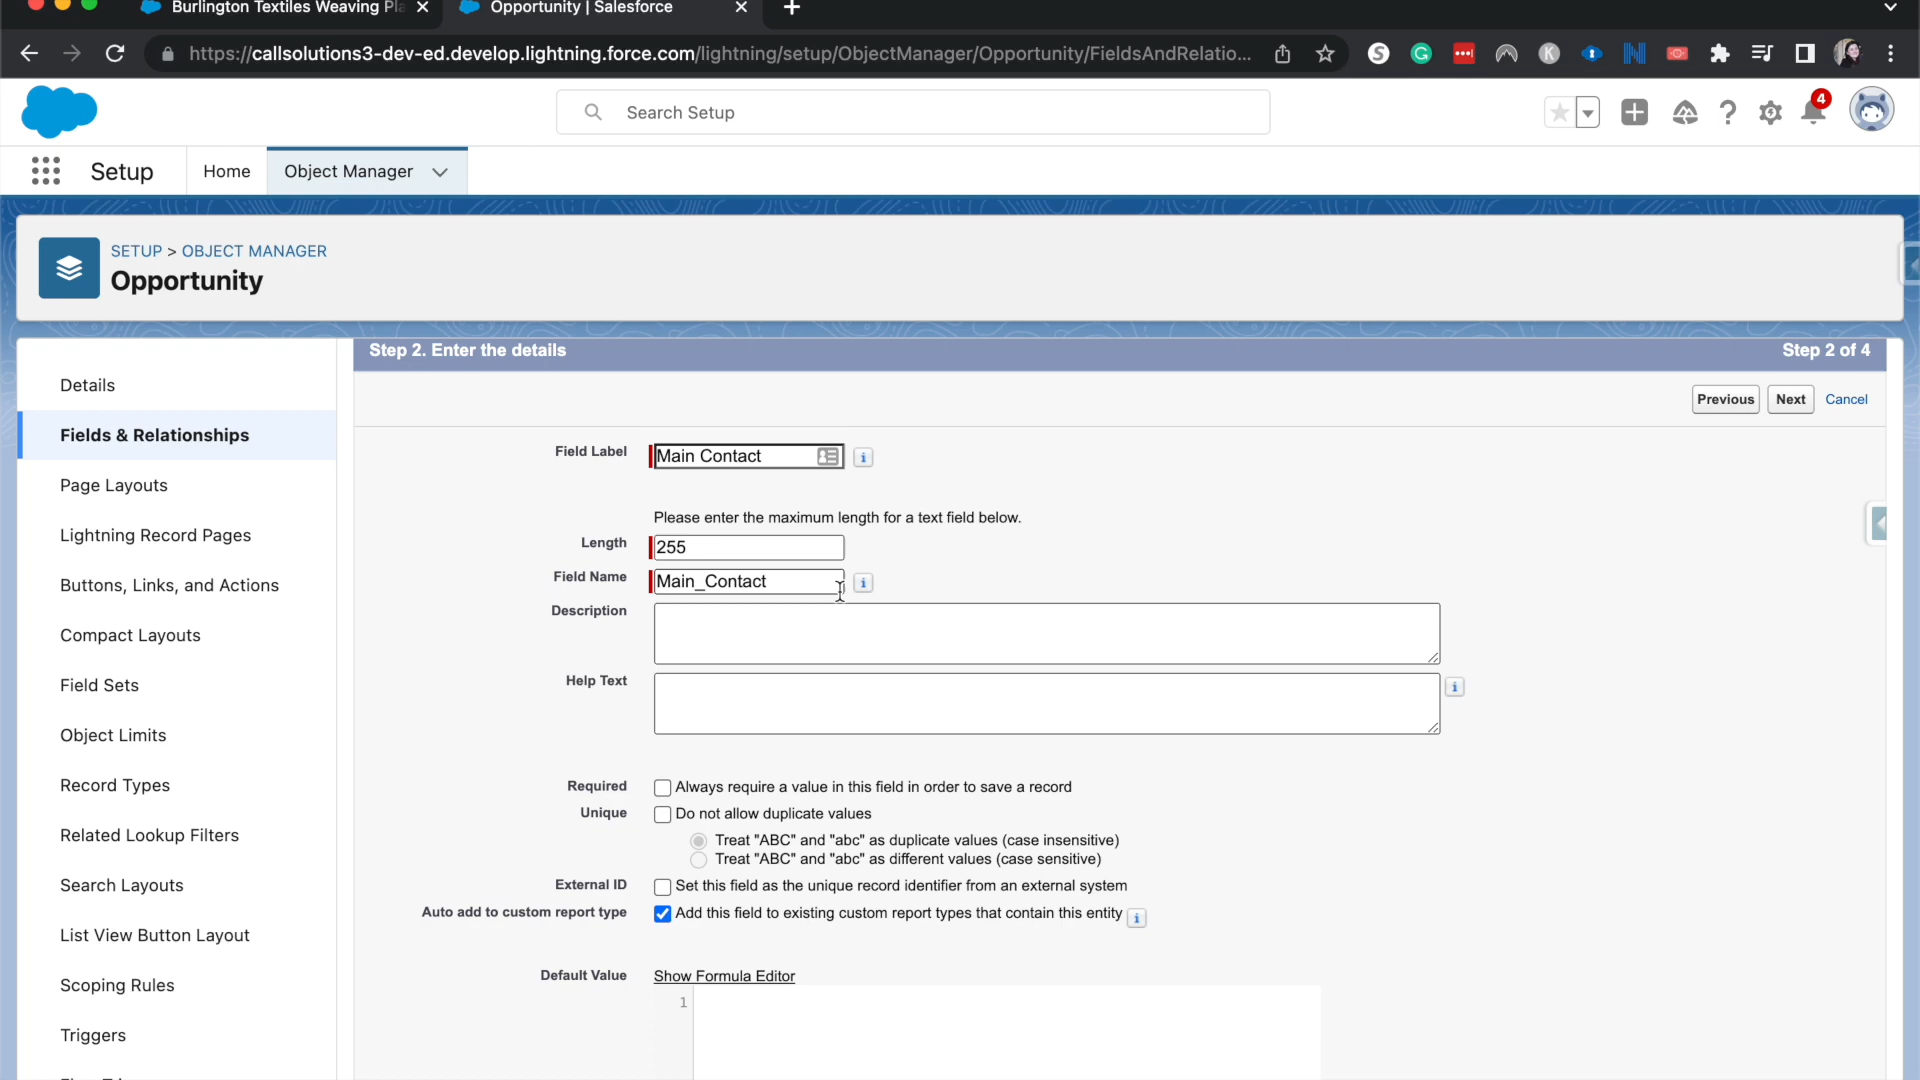 Burlington Textiles Weaving Pla
Opportunity | Salesforce
https://callsolutions3-dev-ed.develop.lightning.force.com/lightning/setup/ObjectManager/Opportunity/FieldsAndRelatio...
Search Setup
4
Setup
Home
Object Manager
SETUP > OBJECT MANAGER
Opportunity
Step 2. Enter the details
Step 2 of 4
Details
Previous
Next
Cancel
Fields & Relationships
Field Label
Main Contact
Page Layouts
Please enter the maximum length for a text field below.
Lightning Record Pages
Length
255
Field Name
Main_Contact
Buttons, Links, and Actions
Description
Compact Layouts
Help Text
Field Sets
Object Limits
Record Types
Required
Always require a value in this field in order to save a record
Unique
Do not allow duplicate values
Related Lookup Filters
Treat "ABC" and "abc" as duplicate values (case insensitive)
Treat "ABC" and "abc" as different values (case sensitive)
Search Layouts
External ID
Set this field as the unique record identifier from an external system
Auto add to custom report type
Add this field to existing custom report types that contain this entity
List View Button Layout
Default Value
Show Formula Editor
Scoping Rules
1
Triggers